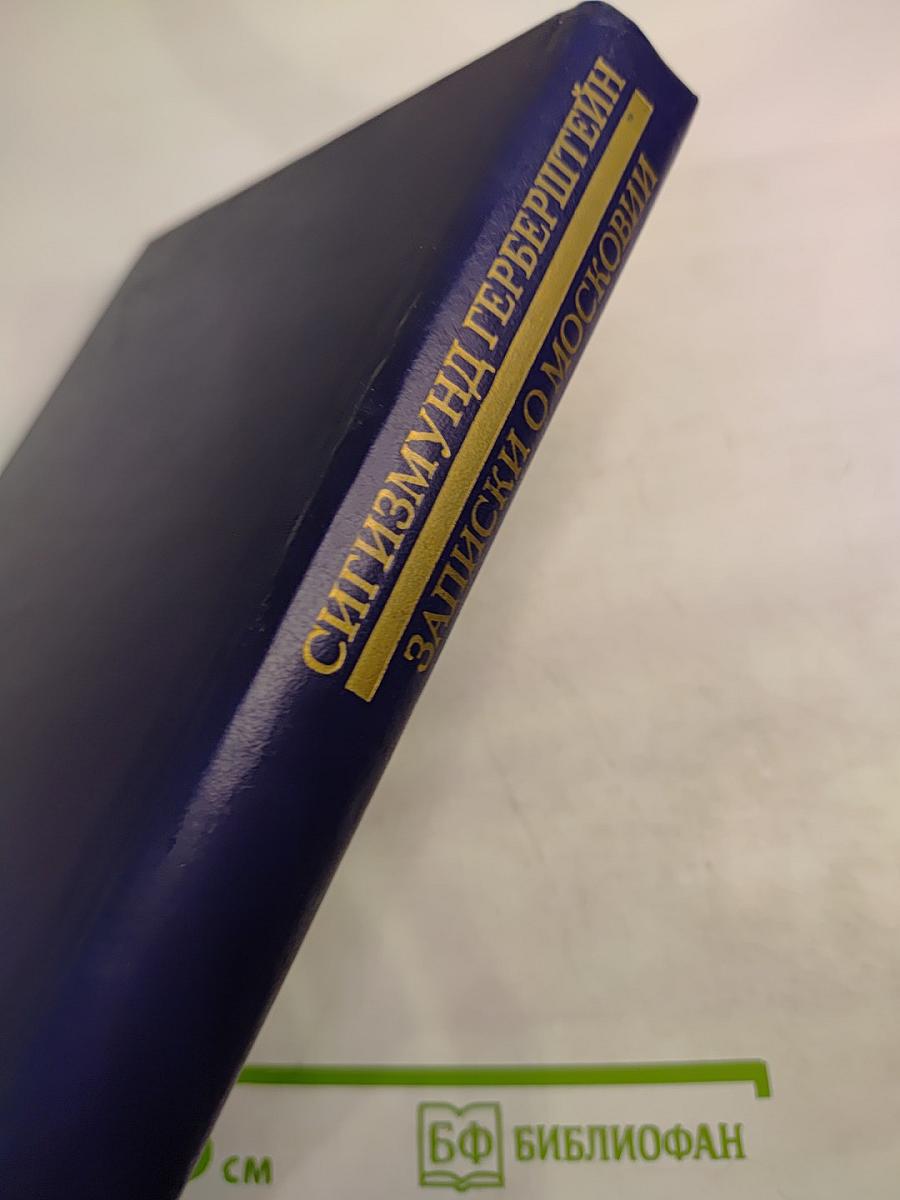 СИГИЗМУНД ГЕРБЕРШТЕЙН
ЗАПИСКИ О МОСКОВИИ
см
БФ БИБЛИОФАН